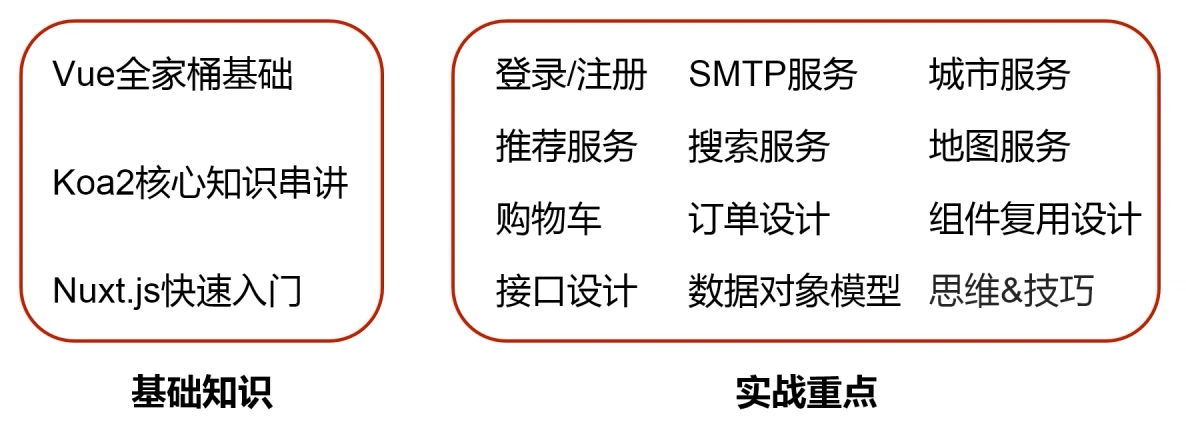 Vue全家桶基础
Koa2核心知识串讲
Nuxt.js快速入门
基础知识
登录/注册 SMTP服务 城市服务
推荐服务 搜索服务 地图服务
购物车 订单设计 组件复用设计
接口设计 数据对象模型 思维&技巧
实战重点